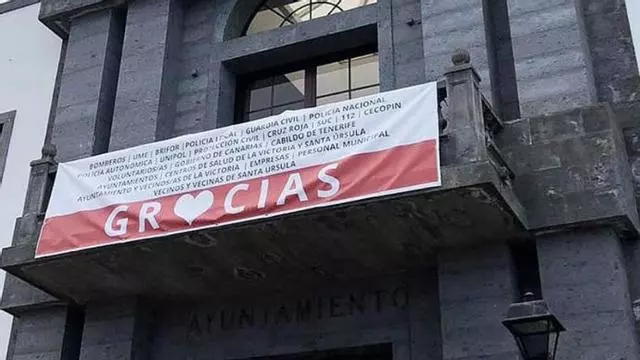 BOMBEROS | UME | BRIFOR | POLICÍA LOCAL | GUARDIA CIVIL | POLICÍA NACIONAL | CECOPIN
POLICÍA AUTONÓMICA | UNIPOL | PROTECCIÓN CIVIL | CRUZ ROJA | SUC | 112 | CABILDO DE TENERIFE
VOLUNTARIOS/AS | GOBIERNO DE CANARIAS |
AYUNTAMIENTOS | CENTROS DE SALUD DE LA VICTORIA Y SANTA ÚRSULA
AYUNTAMIENTO Y VECINOS/AS DE LA VICTORIA | EMPRESAS | PERSONAL MUNICIPAL
VECINOS Y VECINAS DE SANTA ÚRSULA
GR❤CIAS
AYUNTAMIENTO